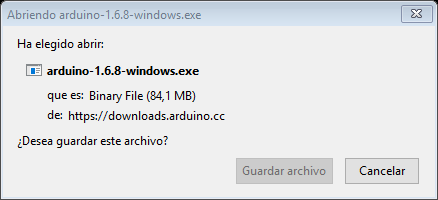 Abriendo arduino-1.6.8-windows.exe
Ha elegido abrir:
arduino-1.6.8-windows.exe
que es: Binary File (84,1 MB)
de: https://downloads.arduino.cc
¿Desea guardar este archivo?
Guardar archivo Cancelar